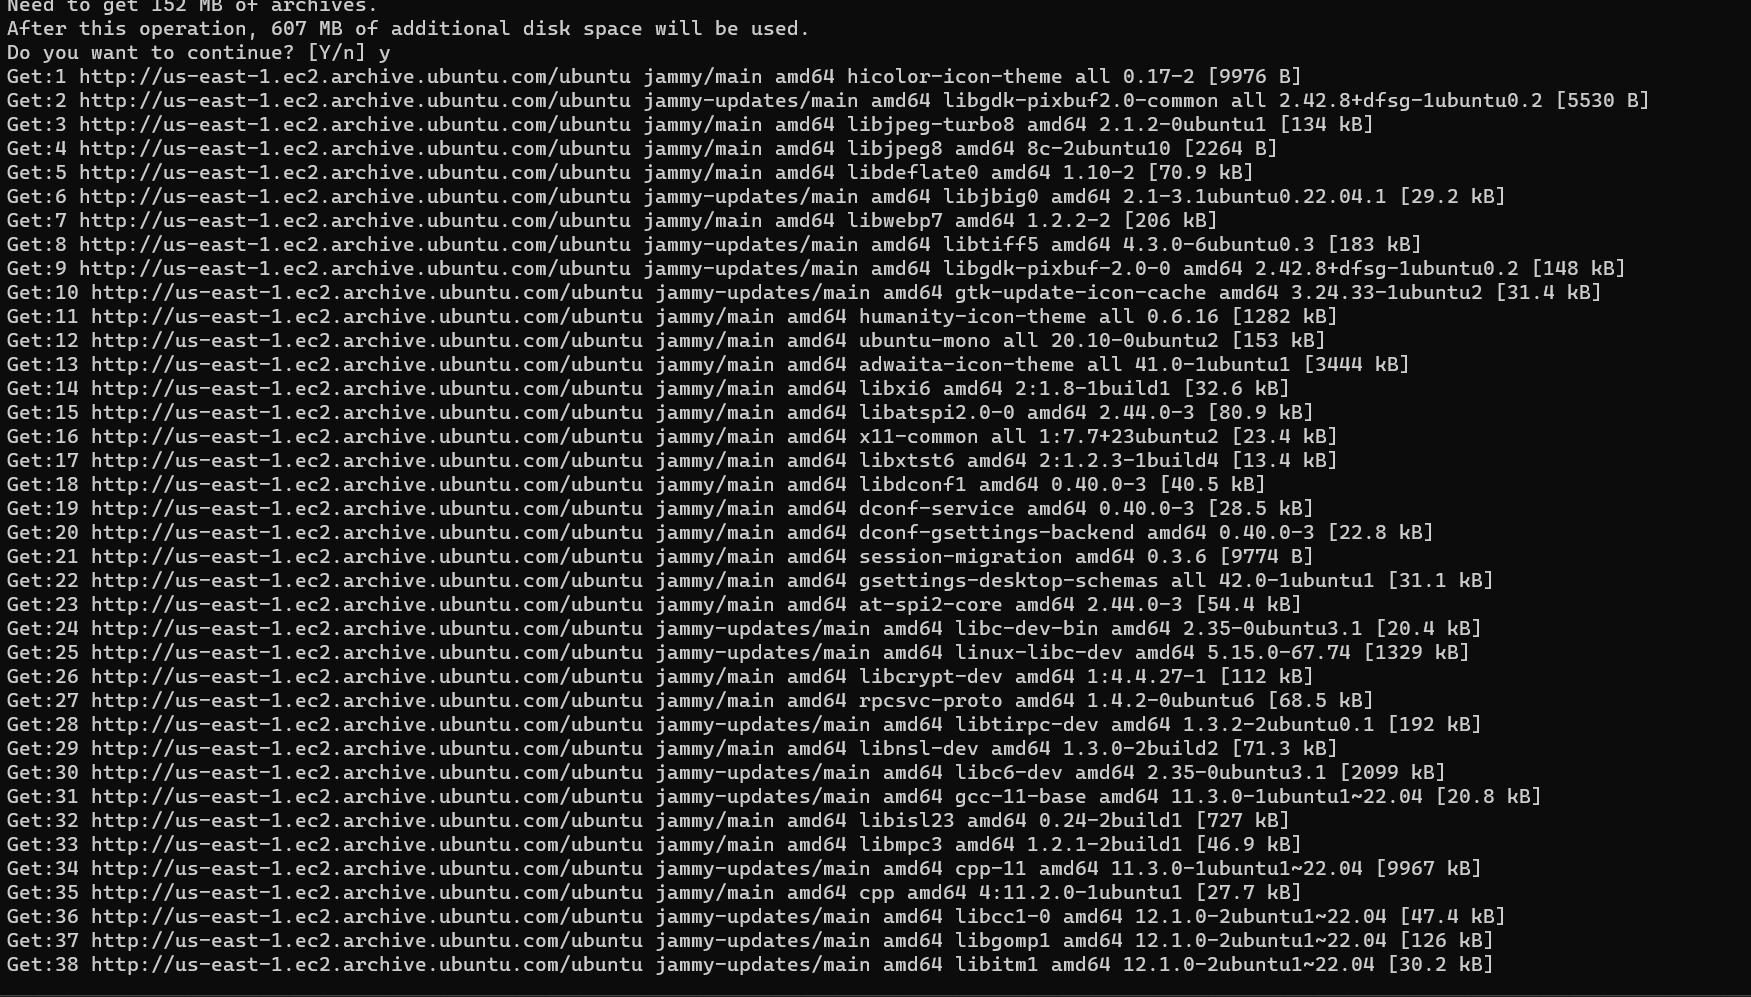 Need to get 152 MB of archives.
After this operation, 607 MB of additional disk space will be used.
Do you want to continue? [Y/n] y
Get:1 http://us-east-1.ec2.archive.ubuntu.com/ubuntu jammy/main amd64 hicolor-icon-theme all 0.17-2 [9976 B]
Get:2 http://us-east-1.ec2.archive.ubuntu.com/ubuntu jammy-updates/main amd64 libgdk-pixbuf2.0-common all 2.42.8+dfsg-1ubuntu0.2 [5530 B]
Get:3 http://us-east-1.ec2.archive.ubuntu.com/ubuntu jammy/main amd64 libjpeg-turbo8 amd64 2.1.2-0ubuntu1 [134 kB]
Get:4 http://us-east-1.ec2.archive.ubuntu.com/ubuntu jammy/main amd64 libjpeg8 amd64 8c-2ubuntu10 [2264 B]
Get:5 http://us-east-1.ec2.archive.ubuntu.com/ubuntu jammy/main amd64 libdeflate0 amd64 1.10-2 [70.9 kB]
Get:6 http://us-east-1.ec2.archive.ubuntu.com/ubuntu jammy-updates/main amd64 libjbig0 amd64 2.1-3.1ubuntu0.22.04.1 [29.2 kB]
Get:7 http://us-east-1.ec2.archive.ubuntu.com/ubuntu jammy/main amd64 libwebp7 amd64 1.2.2-2 [206 kB]
Get:8 http://us-east-1.ec2.archive.ubuntu.com/ubuntu jammy-updates/main amd64 libtiff5 amd64 4.3.0-6ubuntu0.3 [183 kB]
Get:9 http://us-east-1.ec2.archive.ubuntu.com/ubuntu jammy-updates/main amd64 libgdk-pixbuf-2.0-0 amd64 2.42.8+dfsg-1ubuntu0.2 [148 kB]
Get:10 http://us-east-1.ec2.archive.ubuntu.com/ubuntu jammy-updates/main amd64 gtk-update-icon-cache amd64 3.24.33-1ubuntu2 [31.4 kB]
Get:11 http://us-east-1.ec2.archive.ubuntu.com/ubuntu jammy/main amd64 humanity-icon-theme all 0.6.16 [1282 kB]
Get:12 http://us-east-1.ec2.archive.ubuntu.com/ubuntu jammy/main amd64 ubuntu-mono all 20.10-0ubuntu2 [153 kB]
Get:13 http://us-east-1.ec2.archive.ubuntu.com/ubuntu jammy/main amd64 adwaita-icon-theme all 41.0-1ubuntu1 [3444 kB]
Get:14 http://us-east-1.ec2.archive.ubuntu.com/ubuntu jammy/main amd64 libxi6 amd64 2:1.8-1build1 [32.6 kB]
Get:15 http://us-east-1.ec2.archive.ubuntu.com/ubuntu jammy/main amd64 libatspi2.0-0 amd64 2.44.0-3 [80.9 kB]
Get:16 http://us-east-1.ec2.archive.ubuntu.com/ubuntu jammy/main amd64 x11-common all 1:7.7+23ubuntu2 [23.4 kB]
Get:17 http://us-east-1.ec2.archive.ubuntu.com/ubuntu jammy/main amd64 libxtst6 amd64 2:1.2.3-1build4 [13.4 kB]
Get:18 http://us-east-1.ec2.archive.ubuntu.com/ubuntu jammy/main amd64 libdconf1 amd64 0.40.0-3 [40.5 kB]
Get:19 http://us-east-1.ec2.archive.ubuntu.com/ubuntu jammy/main amd64 dconf-service amd64 0.40.0-3 [28.5 kB]
Get:20 http://us-east-1.ec2.archive.ubuntu.com/ubuntu jammy/main amd64 dconf-gsettings-backend amd64 0.40.0-3 [22.8 kB]
Get:21 http://us-east-1.ec2.archive.ubuntu.com/ubuntu jammy/main amd64 session-migration amd64 0.3.6 [9774 B]
Get:22 http://us-east-1.ec2.archive.ubuntu.com/ubuntu jammy/main amd64 gsettings-desktop-schemas all 42.0-1ubuntu1 [31.1 kB]
Get:23 http://us-east-1.ec2.archive.ubuntu.com/ubuntu jammy/main amd64 at-spi2-core amd64 2.44.0-3 [54.4 kB]
Get:24 http://us-east-1.ec2.archive.ubuntu.com/ubuntu jammy-updates/main amd64 libc-dev-bin amd64 2.35-0ubuntu3.1 [20.4 kB]
Get:25 http://us-east-1.ec2.archive.ubuntu.com/ubuntu jammy-updates/main amd64 linux-libc-dev amd64 5.15.0-67.74 [1329 kB]
Get:26 http://us-east-1.ec2.archive.ubuntu.com/ubuntu jammy/main amd64 libcrypt-dev amd64 1:4.4.27-1 [112 kB]
Get:27 http://us-east-1.ec2.archive.ubuntu.com/ubuntu jammy/main amd64 rpcsvc-proto amd64 1.4.2-0ubuntu6 [68.5 kB]
Get:28 http://us-east-1.ec2.archive.ubuntu.com/ubuntu jammy-updates/main amd64 libtirpc-dev amd64 1.3.2-2ubuntu0.1 [192 kB]
Get:29 http://us-east-1.ec2.archive.ubuntu.com/ubuntu jammy/main amd64 libnsl-dev amd64 1.3.0-2build2 [71.3 kB]
Get:30 http://us-east-1.ec2.archive.ubuntu.com/ubuntu jammy-updates/main amd64 libc6-dev amd64 2.35-0ubuntu3.1 [2099 kB]
Get:31 http://us-east-1.ec2.archive.ubuntu.com/ubuntu jammy-updates/main amd64 gcc-11-base amd64 11.3.0-1ubuntu1~22.04 [20.8 kB]
Get:32 http://us-east-1.ec2.archive.ubuntu.com/ubuntu jammy/main amd64 libisl23 amd64 0.24-2build1 [727 kB]
Get:33 http://us-east-1.ec2.archive.ubuntu.com/ubuntu jammy/main amd64 libmpc3 amd64 1.2.1-2build1 [46.9 kB]
Get:34 http://us-east-1.ec2.archive.ubuntu.com/ubuntu jammy-updates/main amd64 cpp-11 amd64 11.3.0-1ubuntu1~22.04 [9967 kB]
Get:35 http://us-east-1.ec2.archive.ubuntu.com/ubuntu jammy/main amd64 cpp amd64 4:11.2.0-1ubuntu1 [27.7 kB]
Get:36 http://us-east-1.ec2.archive.ubuntu.com/ubuntu jammy-updates/main amd64 libcc1-0 amd64 12.1.0-2ubuntu1~22.04 [47.4 kB]
Get:37 http://us-east-1.ec2.archive.ubuntu.com/ubuntu jammy-updates/main amd64 libgomp1 amd64 12.1.0-2ubuntu1~22.04 [126 kB]
Get:38 http://us-east-1.ec2.archive.ubuntu.com/ubuntu jammy-updates/main amd64 libitm1 amd64 12.1.0-2ubuntu1~22.04 [30.2 kB]